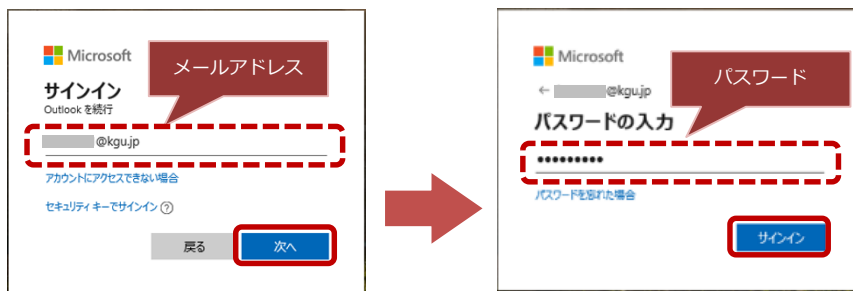 Microsoft
メールアドレス
サインイン
Outlook を続行
@kgu.jp
アカウントにアクセスできない場合
セキュリティ キーでサインイン ?
戻る
次へ
Microsoft
パスワード
← @kgu.jp
パスワードの入力
•••••••••
パスワードを忘れた場合
サインイン